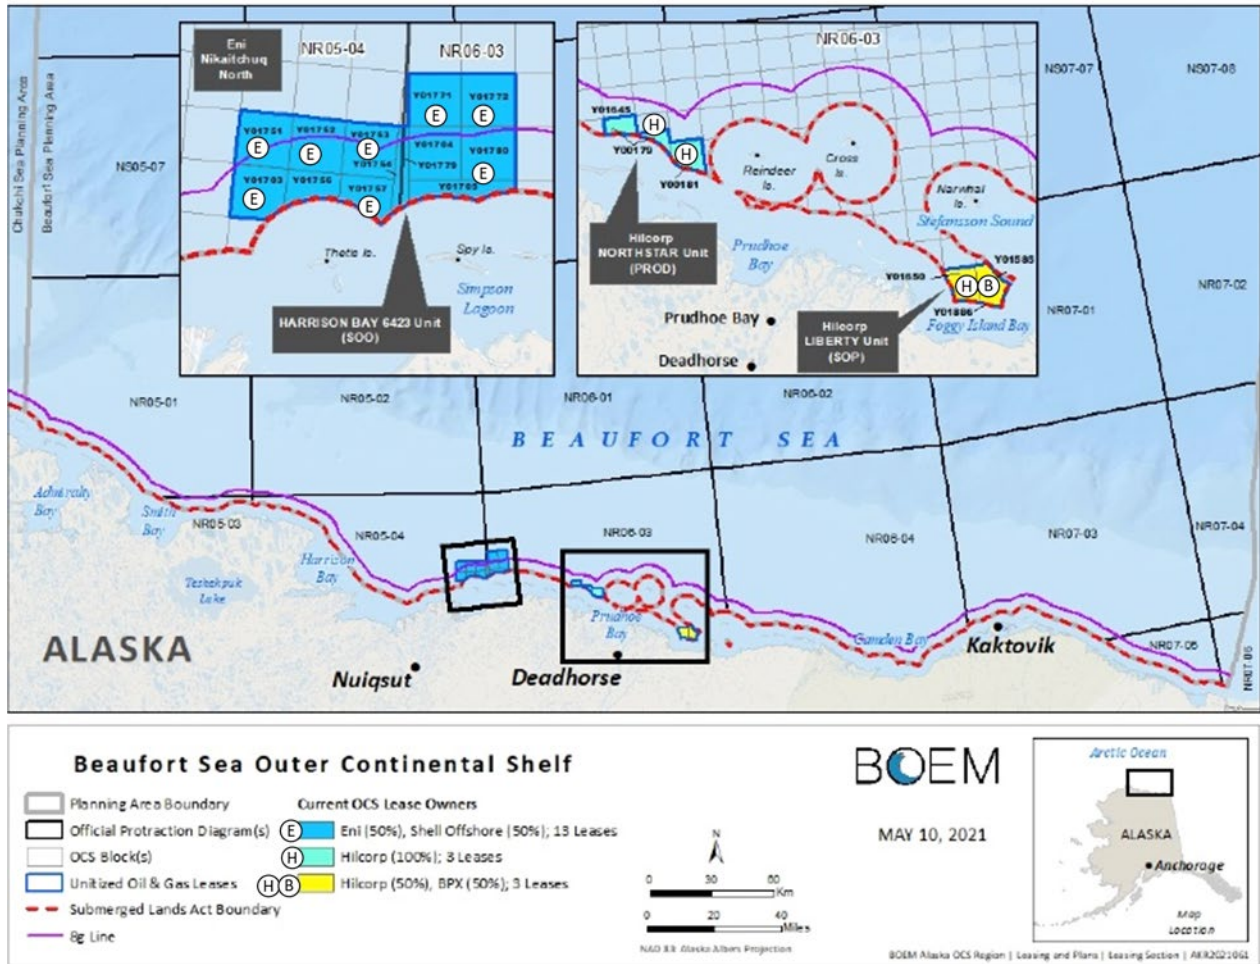 Chukchi Sea Planning Area
Beaufort Sea Planning Area
NS05-07
NS07-07
NS07-08
NR07-01
NR07-02
Eni
Nikaitchuq
North
NR05-04
NR06-03
Y01771
Y01772
E
E
Y01751
Y01752
Y01753
E
E
E
Y01754
Y01779
Y01780
E
Y01756
Y01757
E
E
Thetis Is.
Spy Is.
Simpson
Lagoon
HARRISON BAY 6423 Unit
(SOO)
NR06-03
Y01645
H
Y00179
H
Y00181
Reindeer
Is.
Cross
Is.
Narwhal
Is.
Stefansson Sound
Hilcorp
NORTHSTAR Unit
(PROD)
Prudhoe
Bay
Y01650
Y01585
H B
Y01886
Foggy Island Bay
Prudhoe Bay
Deadhorse
Hilcorp
LIBERTY Unit
(SOP)
NR05-01
NR05-02
NR06-01
NR06-02
BEAUFORT SEA
Admiralty
Bay
Smith
Bay
NR05-03
NR05-04
NR06-03
NR06-04
NR07-03
NR07-04
Harrison
Bay
Teshekpuk
Lake
Prudhoe
Bay
Camden Bay
Kaktovik
NR07-05
NR07-06
ALASKA
Nuiqsut
Deadhorse
Beaufort Sea Outer Continental Shelf
Planning Area Boundary
Official Protraction Diagram(s)
OCS Block(s)
Unitized Oil & Gas Leases
Submerged Lands Act Boundary
8g Line
Current OCS Lease Owners
E Eni (50%), Shell Offshore (50%); 13 Leases
H Hilcorp (100%); 3 Leases
H B Hilcorp (50%), BPX (50%); 3 Leases
N
0 30 60
Km
0 20 40
Miles
NAD 83: Alaska Albers Projection
BOEM
MAY 10, 2021
Arctic Ocean
ALASKA
Anchorage
Map
Location
BOEM Alaska OCS Region | Leasing and Plans | Leasing Section | AKR2021061